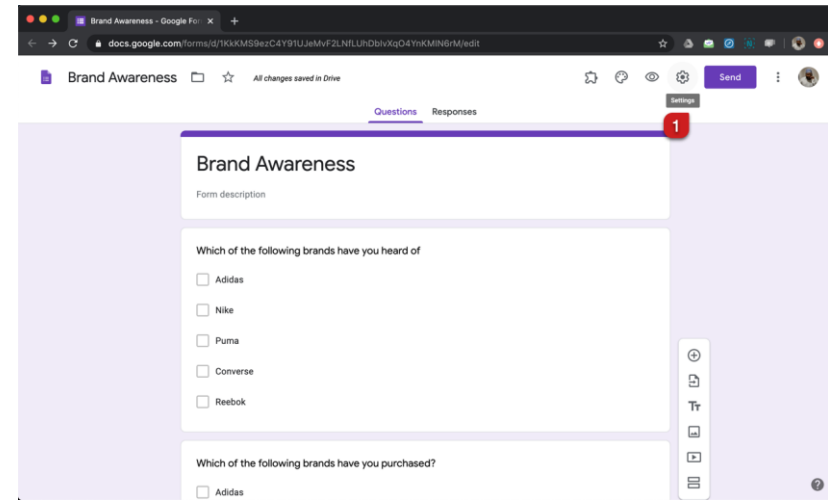 Brand Awareness - Google For
docs.google.com/forms/d/1KkKMS9ezC4Y91UJeMvF2LNfLUhDbIvXqO4YnKMIN6rM/edit
Brand Awareness All changes saved in Drive Send
Settings
1
Questions Responses
Brand Awareness
Form description
Which of the following brands have you heard of
Adidas
Nike
Puma
Converse
Reebok
Tт
Which of the following brands have you purchased?
Adidas